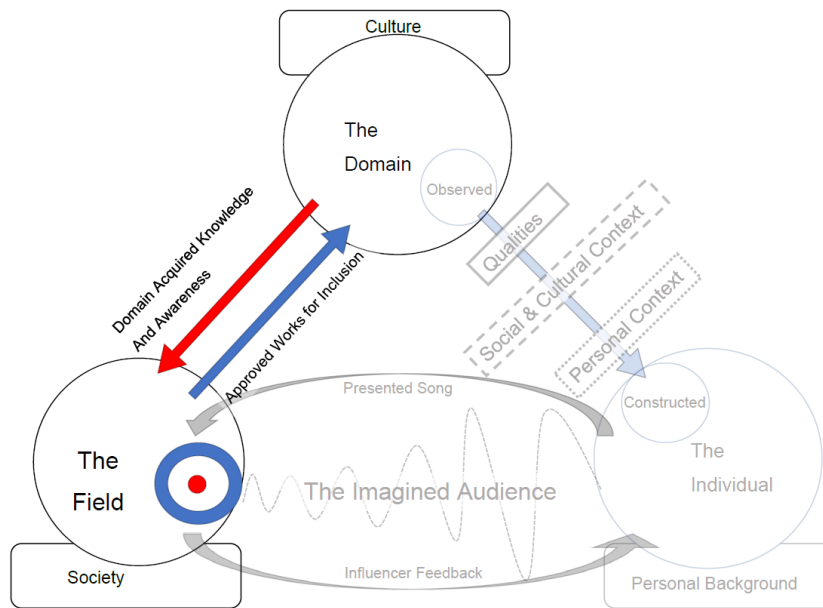 Culture
The
Domain
Observed
Qualities
Social & Cultural Context
Personal Context
Domain Acquired Knowledge
And Awareness
Approved Works for Inclusion
Presented Song
Constructed
The
Field
The Imagined Audience
The
Individual
Society
Influencer Feedback
Personal Background